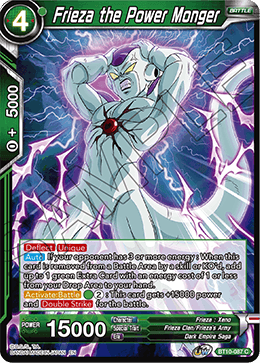 4
Frieza the Power Monger
BATTLE
+ 5000
Deflect Unique
Auto If your opponent has 3 or more energy : When this
card is removed from a Battle Area by a skill or KO'd, add
up to 1 green Extra Card with an energy cost of 1 or less
from your Drop Area to your hand.
Activate: Battle 2 : This card gets +15000 power
and Double Strike for the battle.
POWER
15000
Character
Frieza : Xeno
Special Trait
Frieza Clan/Frieza's Army
Era
Dark Empire Saga
BT10-087 C